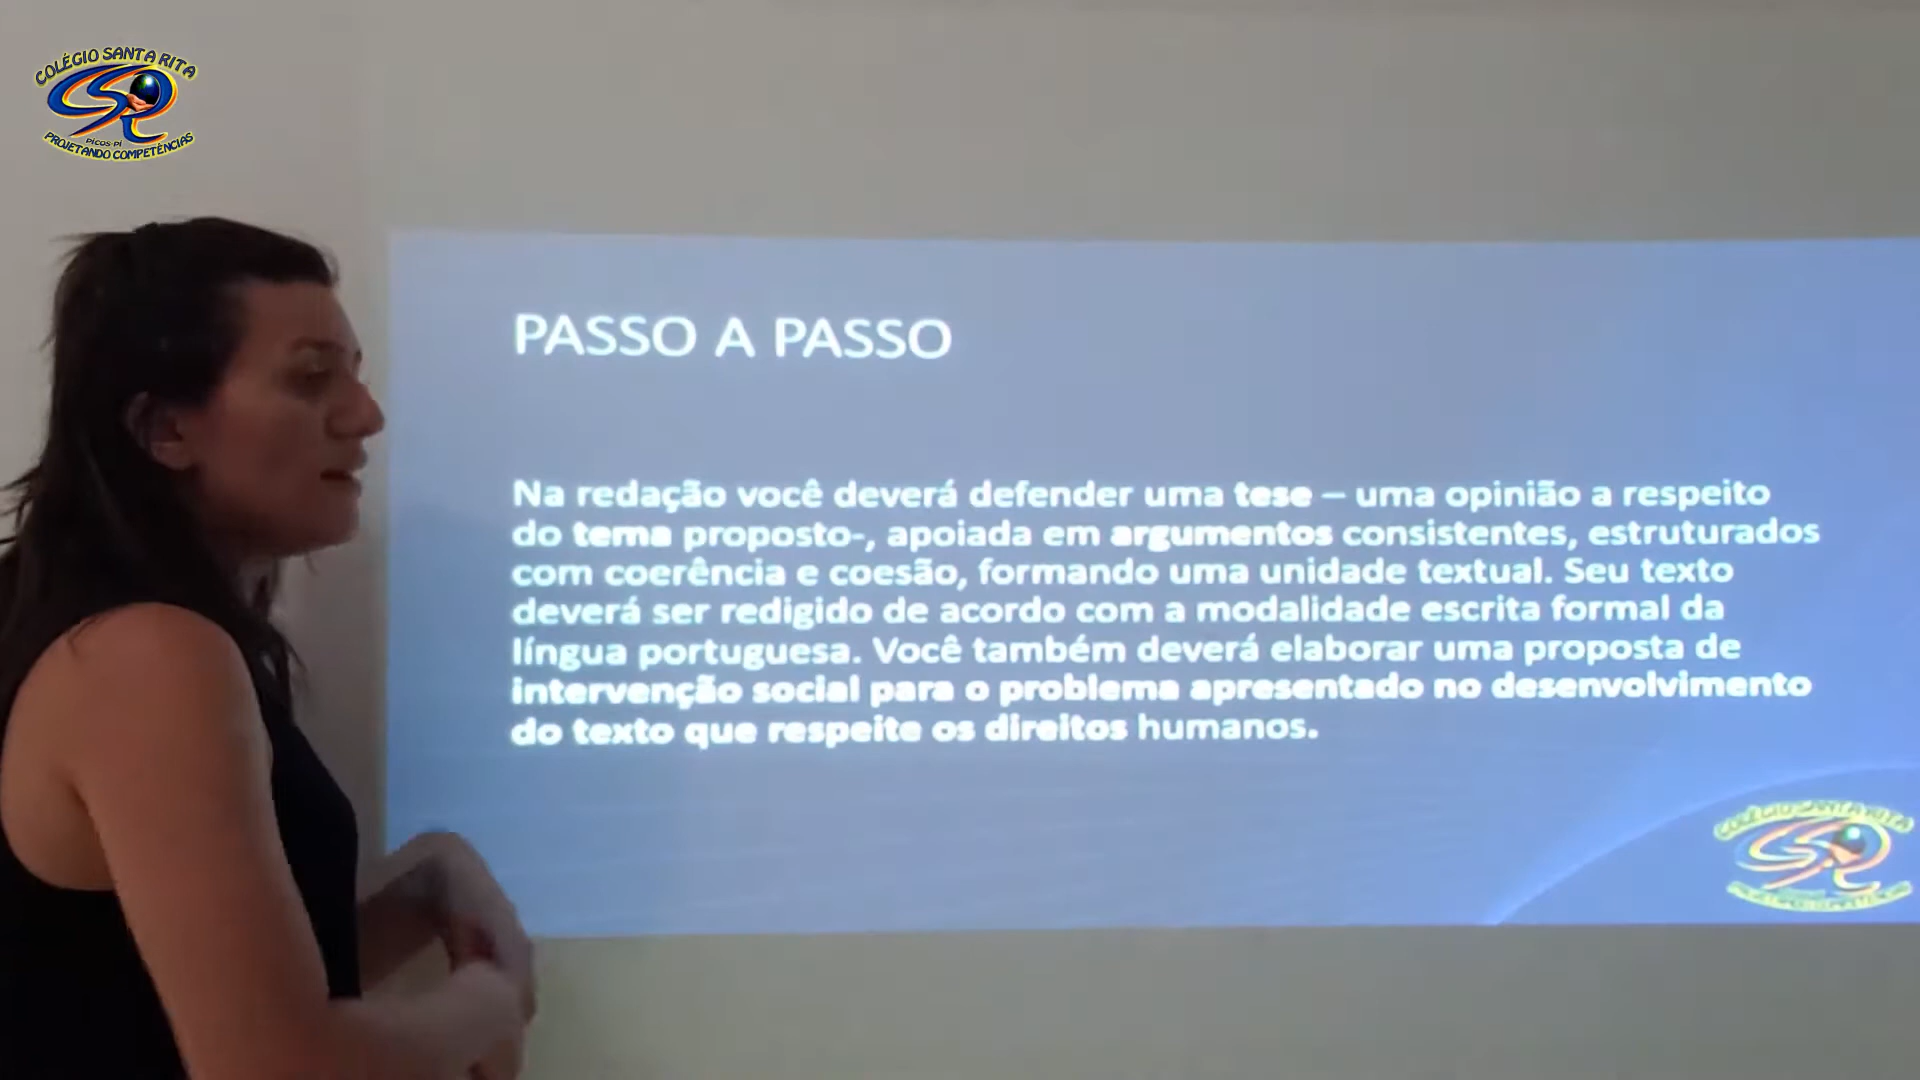 COLÉGIO SANTA RITA
PICOS-PI
PROJETANDO COMPETÊNCIAS
PASSO A PASSO
Na redação você deverá defender uma tese – uma opinião a respeito
do tema proposto-, apoiada em argumentos consistentes, estruturados
com coerência e coesão, formando uma unidade textual. Seu texto
deverá ser redigido de acordo com a modalidade escrita formal da
língua portuguesa. Você também deverá elaborar uma proposta de
intervenção social para o problema apresentado no desenvolvimento
do texto que respeite os direitos humanos.
COLÉGIO SANTA RITA
PROJETANDO COMPETÊNCIAS